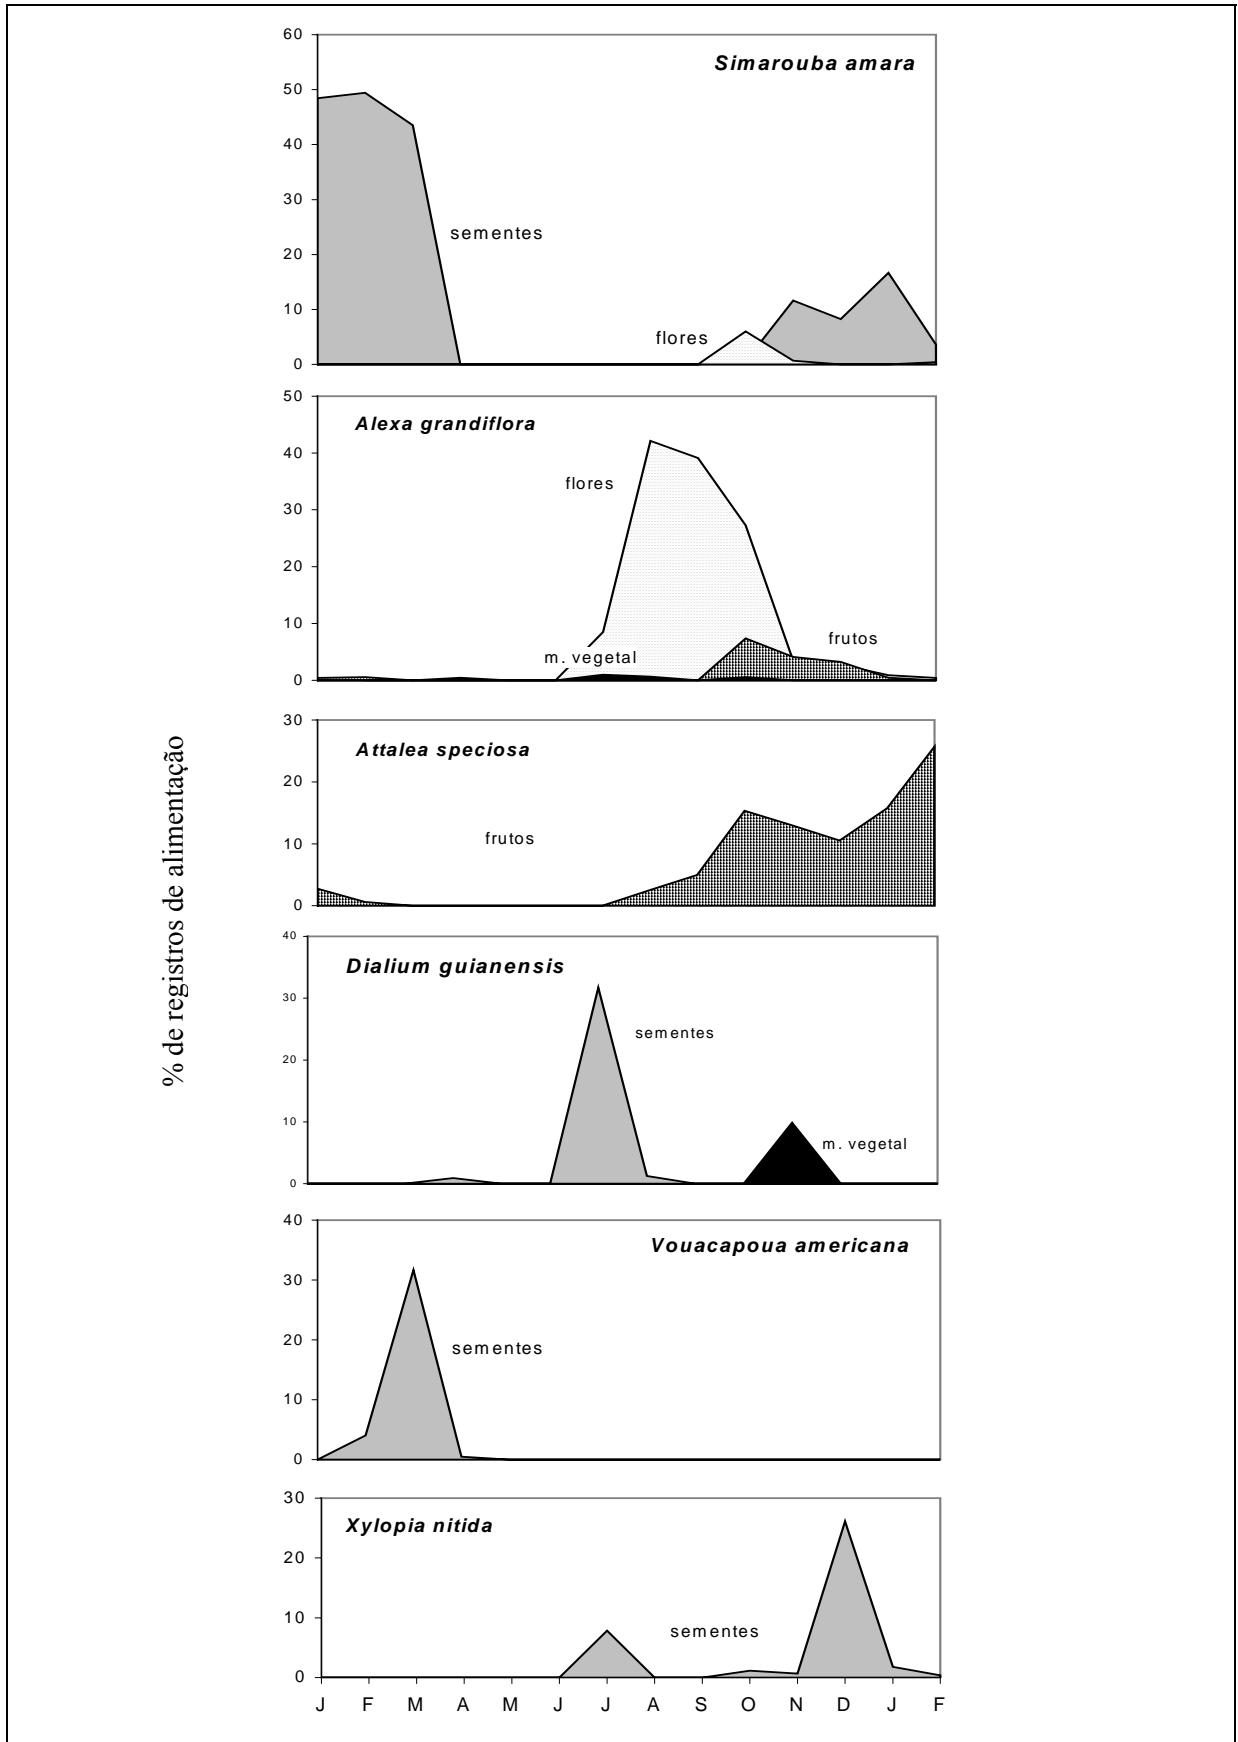 % de registros de alimentação
Simarouba amara
60
50
40
30
20
10
0
sementes
flores
Alexa grandiflora
50
40
30
20
10
0
flores
m. vegetal
frutos
Attalea speciosa
30
20
10
0
frutos
Dialium guianensis
40
30
20
10
0
sementes
m. vegetal
Vouacapoua americana
40
30
20
10
0
sementes
Xylopia nitida
30
20
10
0
sementes
J F M A M J J A S O N D J F